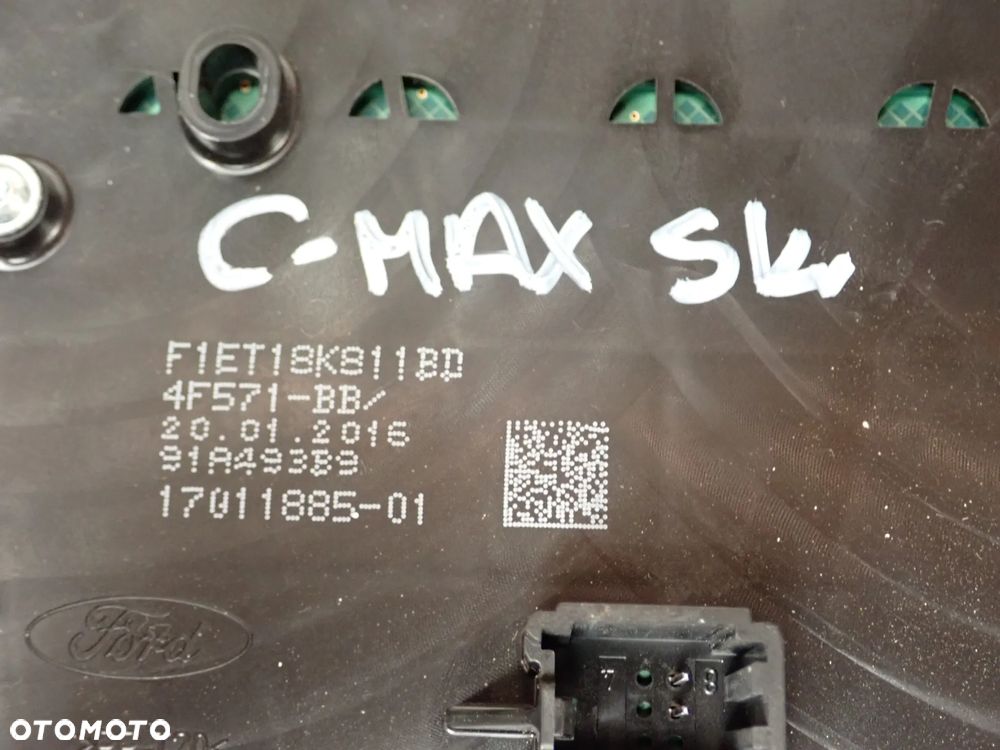 C-MAX SK.
F1ET18K811BD
4F571-BB/
20.01.2016
91A49389
17011885-01
Ford
7 8
OTOMOTO